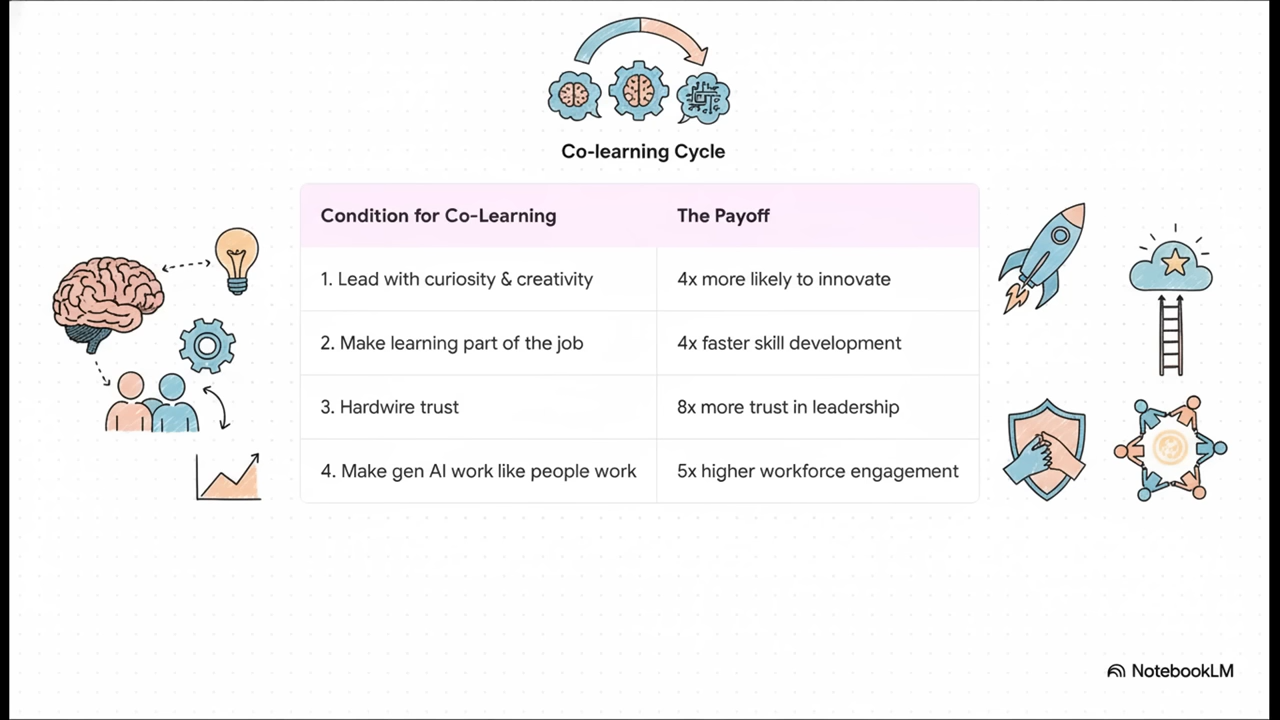 Co-learning Cycle
Condition for Co-Learning
The Payoff
1. Lead with curiosity & creativity
4x more likely to innovate
2. Make learning part of the job
4x faster skill development
3. Hardwire trust
8x more trust in leadership
4. Make gen AI work like people work
5x higher workforce engagement
NotebookLM